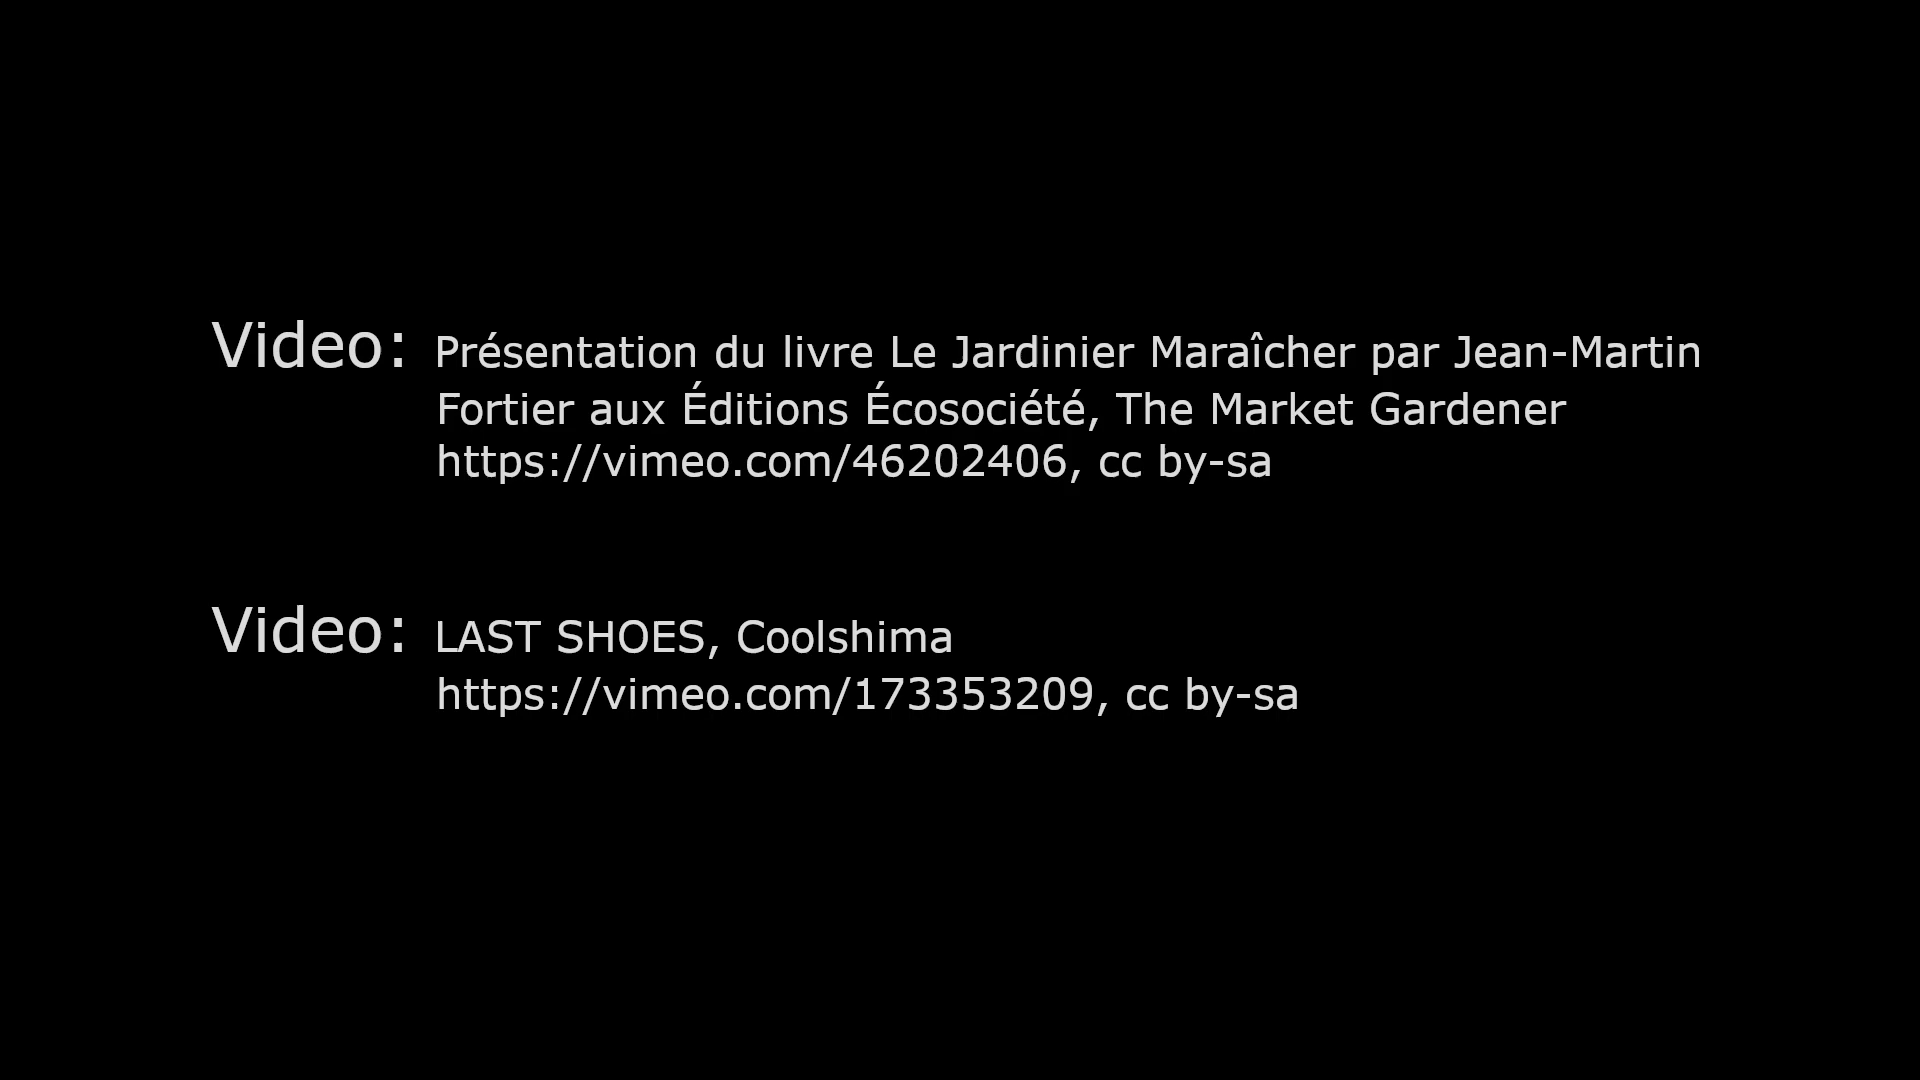 Video: Présentation du livre Le Jardinier Maraîcher par Jean-Martin
Fortier aux Éditions Écosociété, The Market Gardener
https://vimeo.com/46202406, cc by-sa
Video: LAST SHOES, Coolshima
https://vimeo.com/173353209, cc by-sa